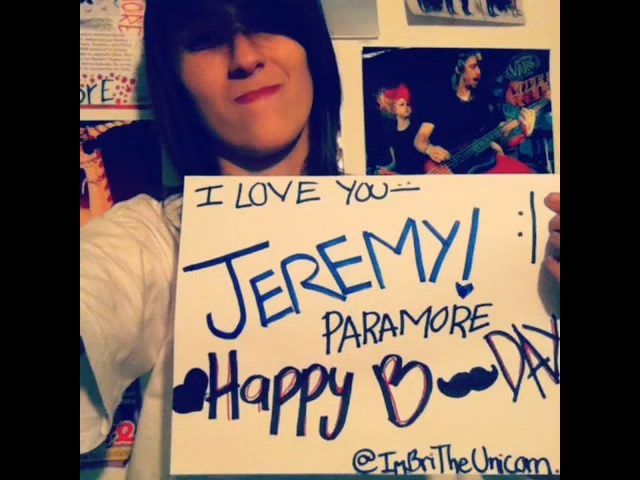 I LOVE YOU
:|
JEREMY!
PARAMORE
Happy B DAY
@ImBriTheUnicorn.